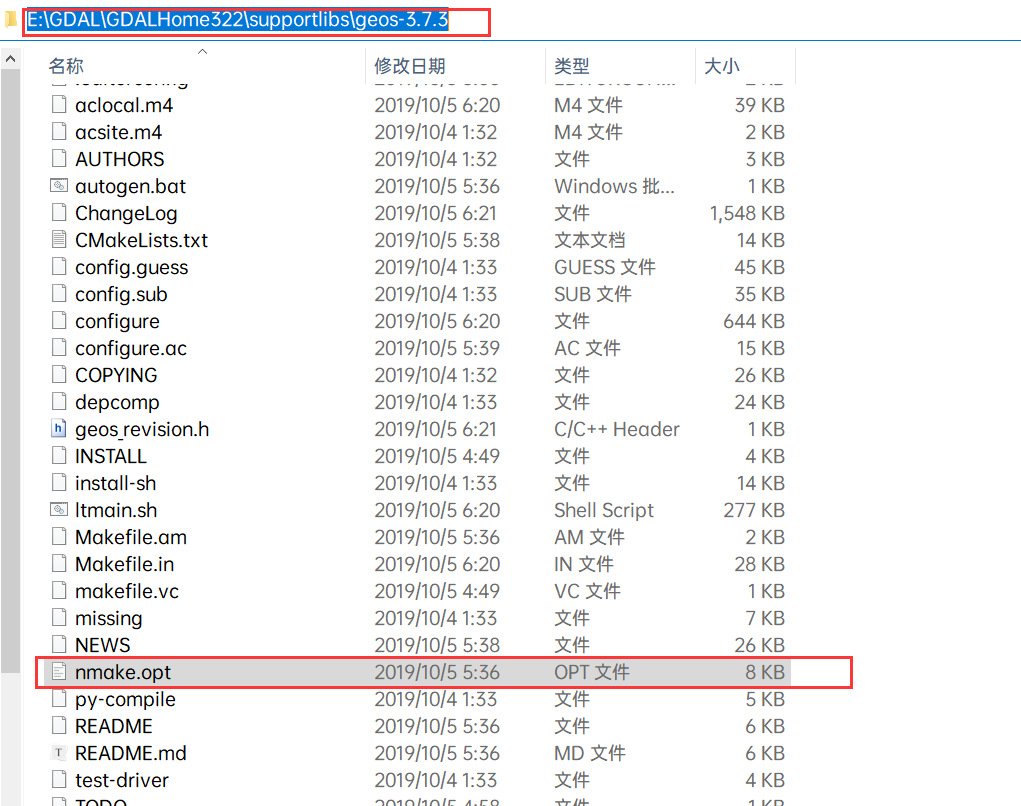 E:\GDAL\GDALHome322\supportlibs\geos-3.7.3
名称 修改日期 类型 大小
aclocal.m4 2019/10/5 6:20 M4 文件 39 KB
acsite.m4 2019/10/4 1:32 M4 文件 2 KB
AUTHORS 2019/10/4 1:32 文件 3 KB
autogen.bat 2019/10/5 5:36 Windows 批... 1 KB
ChangeLog 2019/10/5 6:21 文件 1,548 KB
CMakeLists.txt 2019/10/5 5:38 文本文档 14 KB
config.guess 2019/10/4 1:33 GUESS 文件 45 KB
config.sub 2019/10/4 1:33 SUB 文件 35 KB
configure 2019/10/5 6:20 文件 644 KB
configure.ac 2019/10/5 5:39 AC 文件 15 KB
COPYING 2019/10/4 1:32 文件 26 KB
depcomp 2019/10/4 1:33 文件 24 KB
geos_revision.h 2019/10/5 6:21 C/C++ Header 1 KB
INSTALL 2019/10/5 4:49 文件 4 KB
install-sh 2019/10/4 1:33 文件 14 KB
ltmain.sh 2019/10/5 6:20 Shell Script 277 KB
Makefile.am 2019/10/5 5:36 AM 文件 2 KB
Makefile.in 2019/10/5 6:20 IN 文件 28 KB
makefile.vc 2019/10/5 4:49 VC 文件 1 KB
missing 2019/10/4 1:33 文件 7 KB
NEWS 2019/10/5 5:38 文件 26 KB
nmake.opt 2019/10/5 5:36 OPT 文件 8 KB
py-compile 2019/10/4 1:33 文件 5 KB
README 2019/10/5 5:36 文件 6 KB
README.md 2019/10/5 5:36 MD 文件 6 KB
test-driver 2019/10/4 1:33 文件 4 KB
TODO 2019/10/5 4:58 文件 1 KB